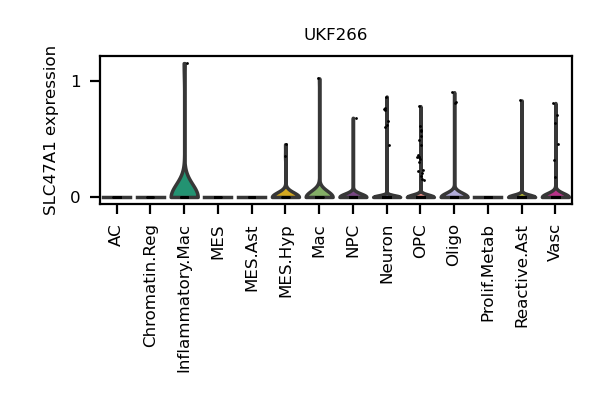 UKF266
SLC47A1 expression
1
0
AC
Chromatin.Reg
Inflammatory.Mac
MES
MES.Ast
MES.Hyp
Mac
NPC
Neuron
OPC
Oligo
Prolif.Metab
Reactive.Ast
Vasc